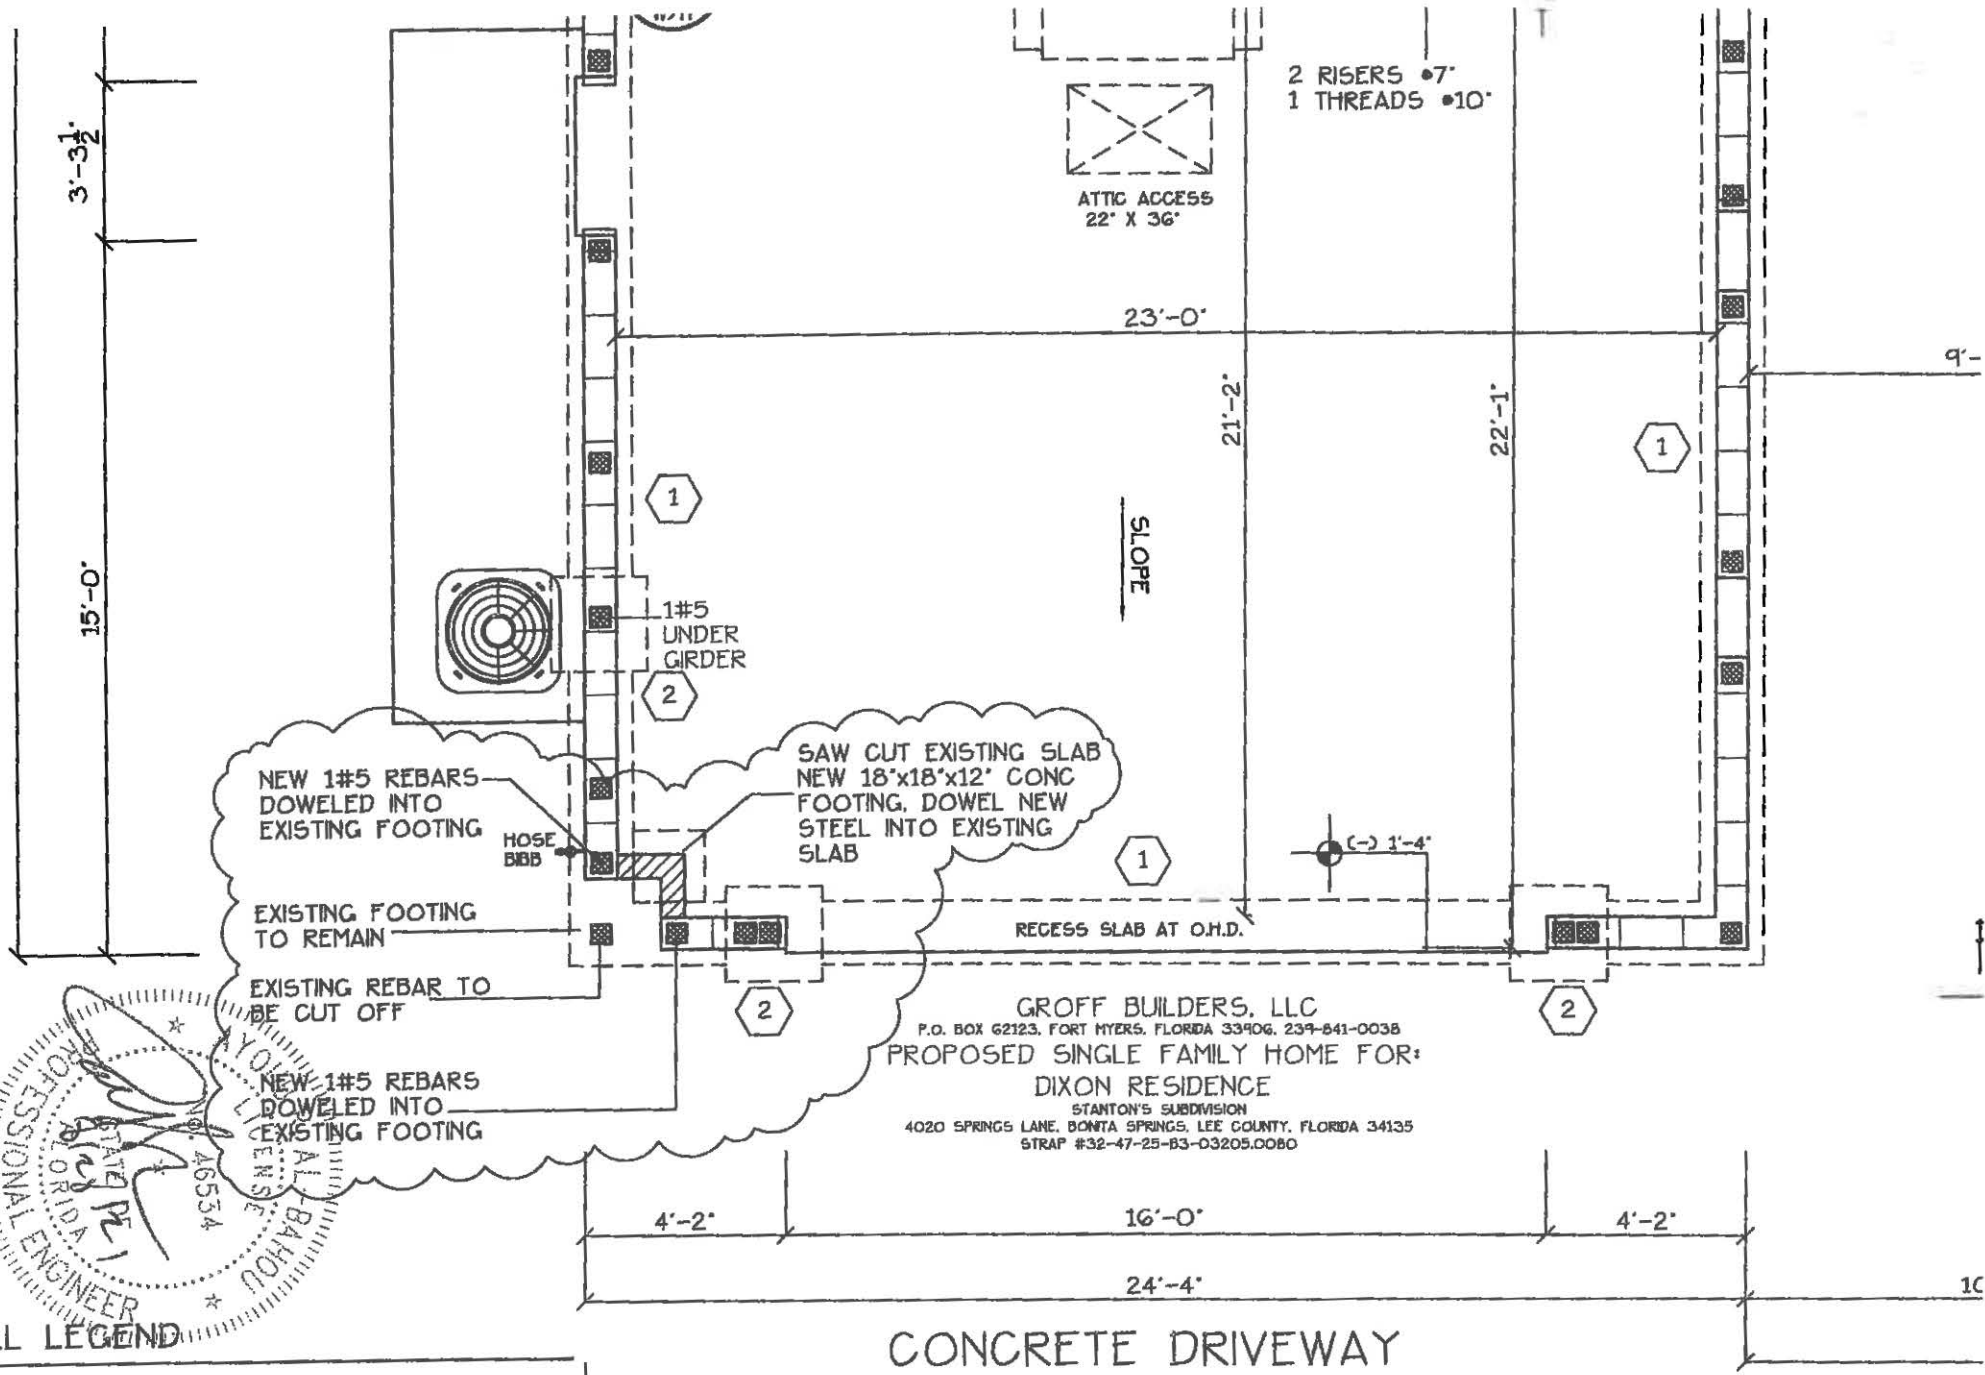 2 RISERS •7"
1 THREADS •10"
3'-3 1/2"
ATTIC ACCESS
22" X 36"
23'-0"
9'-
21'-2"
22'-1"
1
1
SLOPE
15'-0"
1#5
UNDER
GIRDER
2
SAW CUT EXISTING SLAB
NEW 18"x18"x12" CONC
FOOTING, DOWEL NEW
STEEL INTO EXISTING
SLAB
NEW 1#5 REBARS
DOWELED INTO
EXISTING FOOTING
HOSE
BIBB
1
(-) 1'-4"
EXISTING FOOTING
TO REMAIN
RECESS SLAB AT O.H.D.
EXISTING REBAR TO
BE CUT OFF
2
2
GROFF BUILDERS, LLC
P.O. BOX 62123, FORT MYERS, FLORIDA 33906, 239-841-0038
PROPOSED SINGLE FAMILY HOME FOR:
DIXON RESIDENCE
STANTON'S SUBDIVISION
4020 SPRINGS LANE, BONITA SPRINGS, LEE COUNTY, FLORIDA 34135
STRAP #32-47-25-B3-03205.0080
NEW 1#5 REBARS
DOWELED INTO
EXISTING FOOTING
LICENSE
No. 46534
STATE OF
FLORIDA
PROFESSIONAL ENGINEER
4'-2"
16'-0"
4'-2"
24'-4"
10
L LEGEND
CONCRETE DRIVEWAY